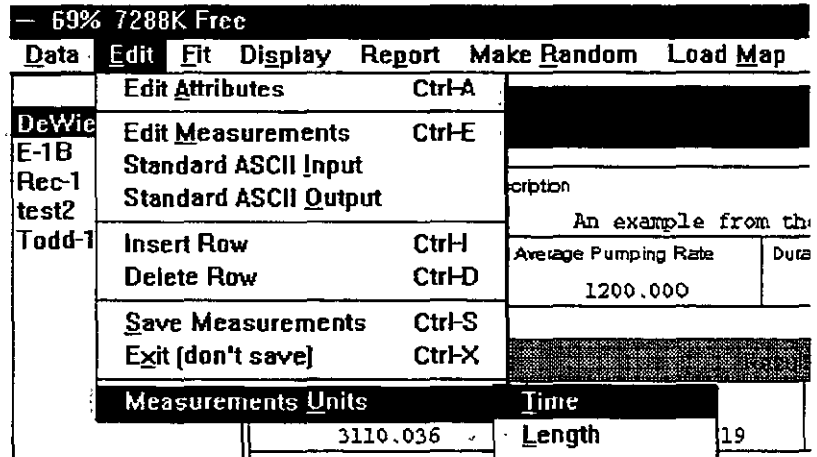 — 69% 7288K Free
Data Edit Fit Display Report Make Random Load Map
Edit Attributes Ctrl-A
DeWie
Edit Measurements Ctrl-E
E-1B
Standard ASCII Input
Rec-1
Standard ASCII Output
test2
Todd-1
Insert Row Ctrl-I
Delete Row Ctrl-D
Save Measurements Ctrl-S
Exit (don't save) Ctrl-X
Measurements Units
Time
Length
cription
An example from the
Average Pumping Rate
Dura
1200.000
3110.036
19